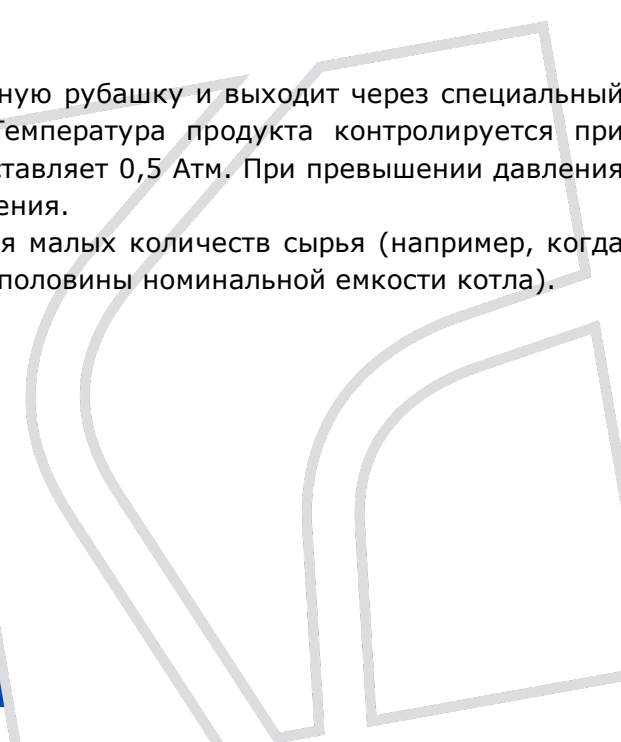 ную рубашку и выходит через специальный
Температура продукта контролируется при
ставляет 0,5 Атм. При превышении давления
ения.
я малых количеств сырья (например, когда
половины номинальной емкости котла).